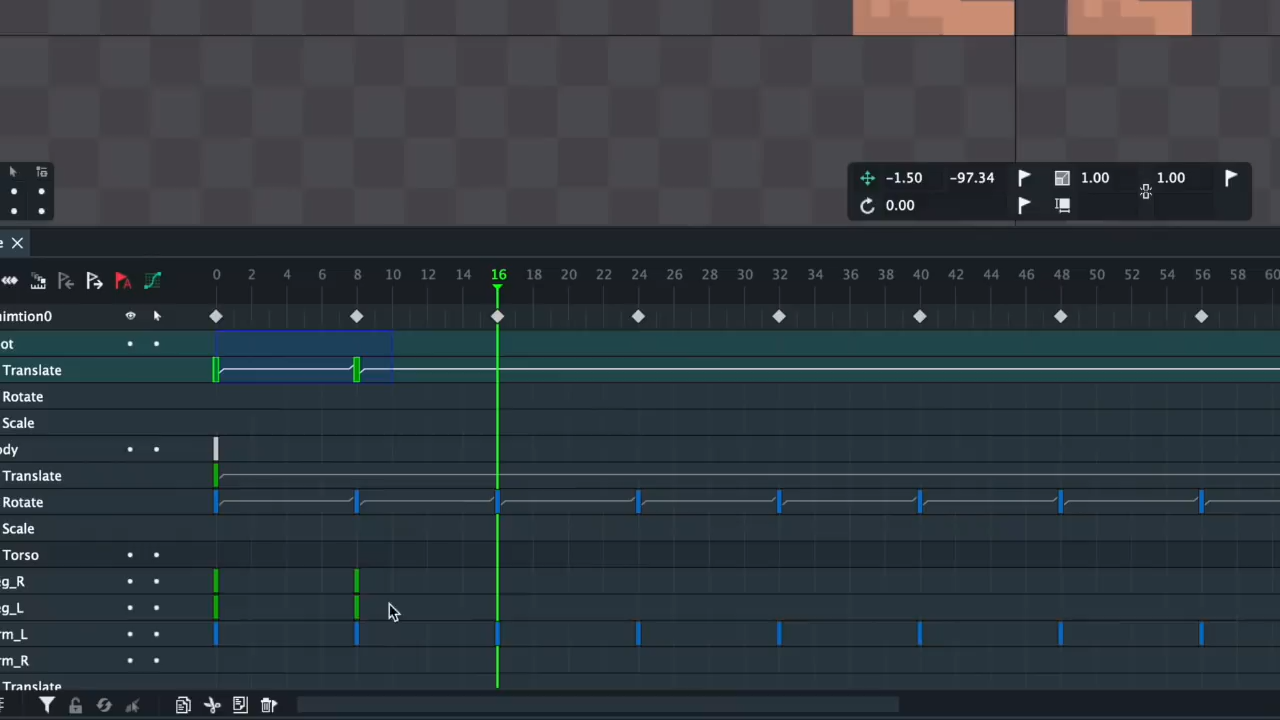 -1.50 -97.34 1.00 1.00
0.00
e
0 2 4 6 8 10 12 14 16 18 20 22 24 26 28 30 32 34 36 38 40 42 44 46 48 50 52 54 56 58 60
nimtion0
ot
Translate
Rotate
Scale
ody
Translate
Rotate
Scale
Torso
eg_R
eg_L
rm_L
rm_R
Translate